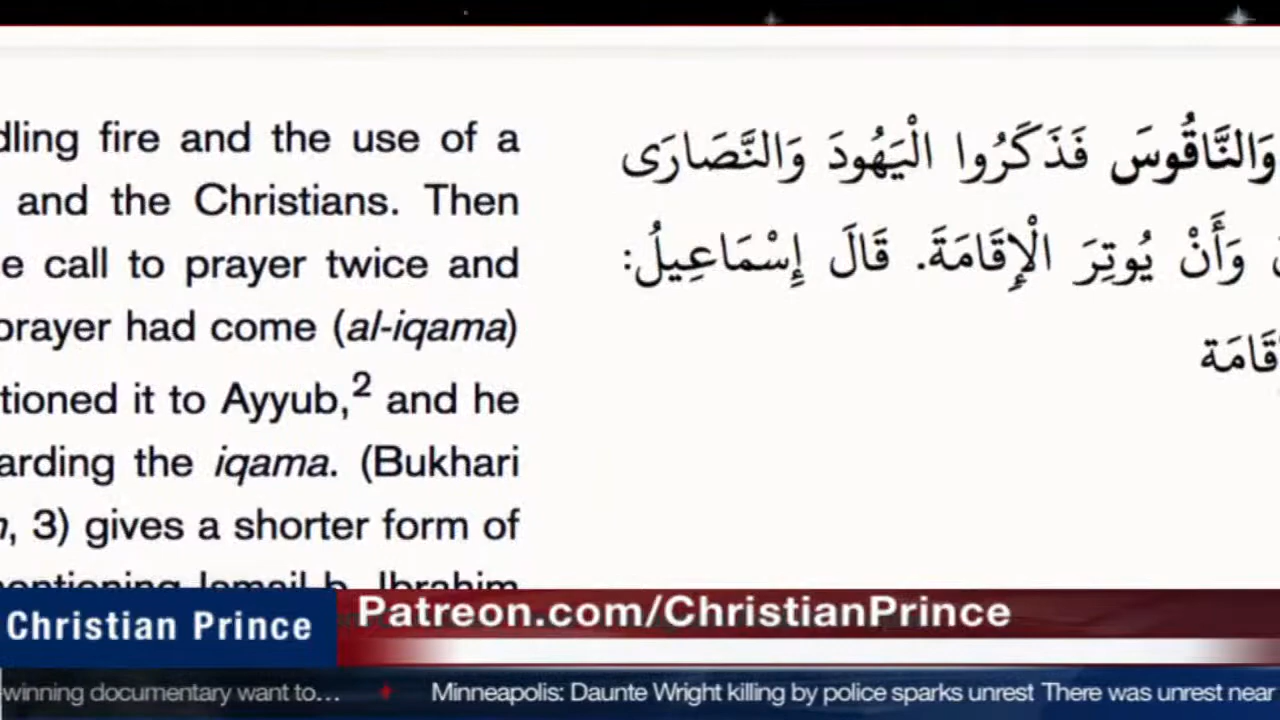 dling fire and the use of a
and the Christians. Then
e call to prayer twice and
prayer had come (al-iqama)
tioned it to Ayyub,2 and he
arding the iqama. (Bukhari
n, 3) gives a shorter form of
mentioning Ismail b. Ibrahim
وَالنَّاقُوسَ فَذَكَرُوا الْيَهُودَ وَالنَّصَارَى
وَأَنْ يُوتِرَ الْإِقَامَةَ. قَالَ إِسْمَاعِيلُ:
إِقَامَة
Christian Prince
Patreon.com/ChristianPrince
winning documentary want to... ♦ Minneapolis: Daunte Wright killing by police sparks unrest There was unrest near